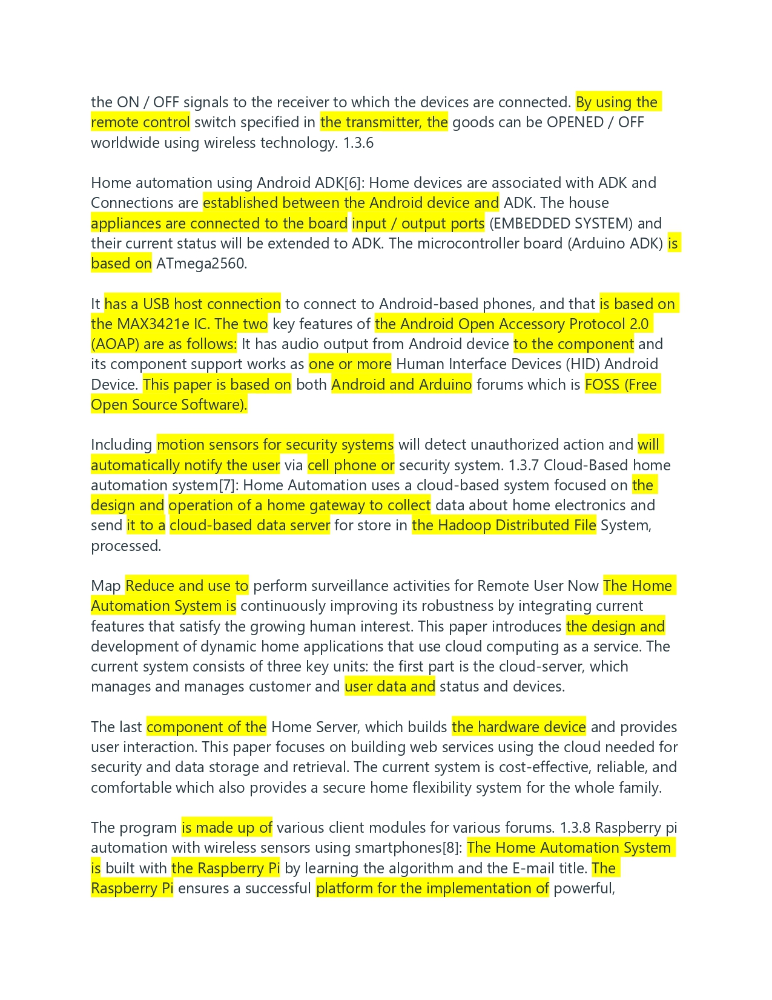 the ON / OFF signals to the receiver to which the devices are connected. By using the
remote control switch specified in the transmitter, the goods can be OPENED / OFF
worldwide using wireless technology. 1.3.6
Home automation using Android ADK[6]: Home devices are associated with ADK and
Connections are established between the Android device and ADK. The house
appliances are connected to the board input / output ports (EMBEDDED SYSTEM) and
their current status will be extended to ADK. The microcontroller board (Arduino ADK) is
based on ATmega2560.
It has a USB host connection to connect to Android-based phones, and that is based on
the MAX3421e IC. The two key features of the Android Open Accessory Protocol 2.0
(AOAP) are as follows: It has audio output from Android device to the component and
its component support works as one or more Human Interface Devices (HID) Android
Device. This paper is based on both Android and Arduino forums which is FOSS (Free
Open Source Software).
Including motion sensors for security systems will detect unauthorized action and will
automatically notify the user via cell phone or security system. 1.3.7 Cloud-Based home
automation system[7]: Home Automation uses a cloud-based system focused on the
design and operation of a home gateway to collect data about home electronics and
send it to a cloud-based data server for store in the Hadoop Distributed File System,
processed.
Map Reduce and use to perform surveillance activities for Remote User Now The Home
Automation System is continuously improving its robustness by integrating current
features that satisfy the growing human interest. This paper introduces the design and
development of dynamic home applications that use cloud computing as a service. The
current system consists of three key units: the first part is the cloud-server, which
manages and manages customer and user data and status and devices.
The last component of the Home Server, which builds the hardware device and provides
user interaction. This paper focuses on building web services using the cloud needed for
security and data storage and retrieval. The current system is cost-effective, reliable, and
comfortable which also provides a secure home flexibility system for the whole family.
The program is made up of various client modules for various forums. 1.3.8 Raspberry pi
automation with wireless sensors using smartphones[8]: The Home Automation System
is built with the Raspberry Pi by learning the algorithm and the E-mail title. The
Raspberry Pi ensures a successful platform for the implementation of powerful,